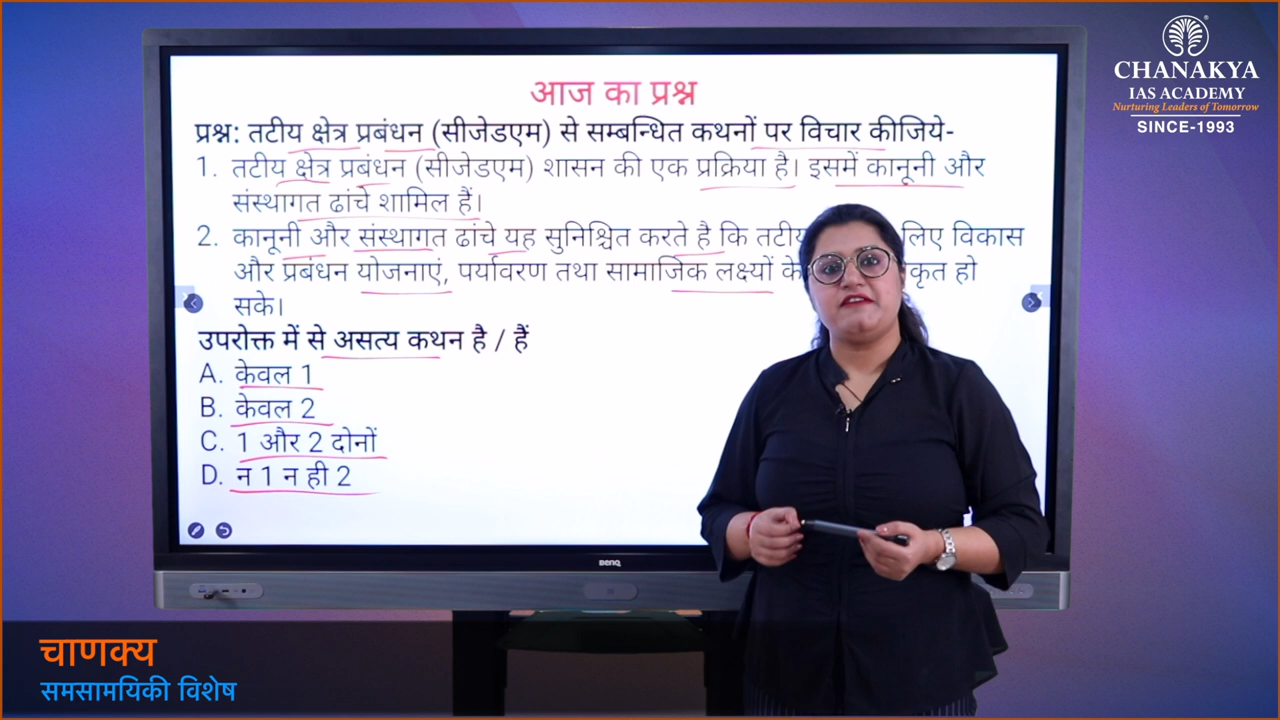 CHANAKYA
IAS ACADEMY
Nurturing Leaders of Tomorrow
SINCE-1993
आज का प्रश्न
प्रश्न: तटीय क्षेत्र प्रबंधन (सीजेडएम) से सम्बन्धित कथनों पर विचार कीजिये-
1. तटीय क्षेत्र प्रबंधन (सीजेडएम) शासन की एक प्रक्रिया है। इसमें कानूनी और
संस्थागत ढांचे शामिल हैं।
2. कानूनी और संस्थागत ढांचे यह सुनिश्चित करते है कि लिए विकास
और प्रबंधन योजनाएं, पर्यावरण तथा सामाजिक लक्ष्यों के हो
सके।
उपरोक्त में से असत्य कथन है / हैं
A. केवल 1
B. केवल 2
C. 1 और 2 दोनों
D. न 1 न ही 2
BenQ
चाणक्य
समसामयिकी विशेष